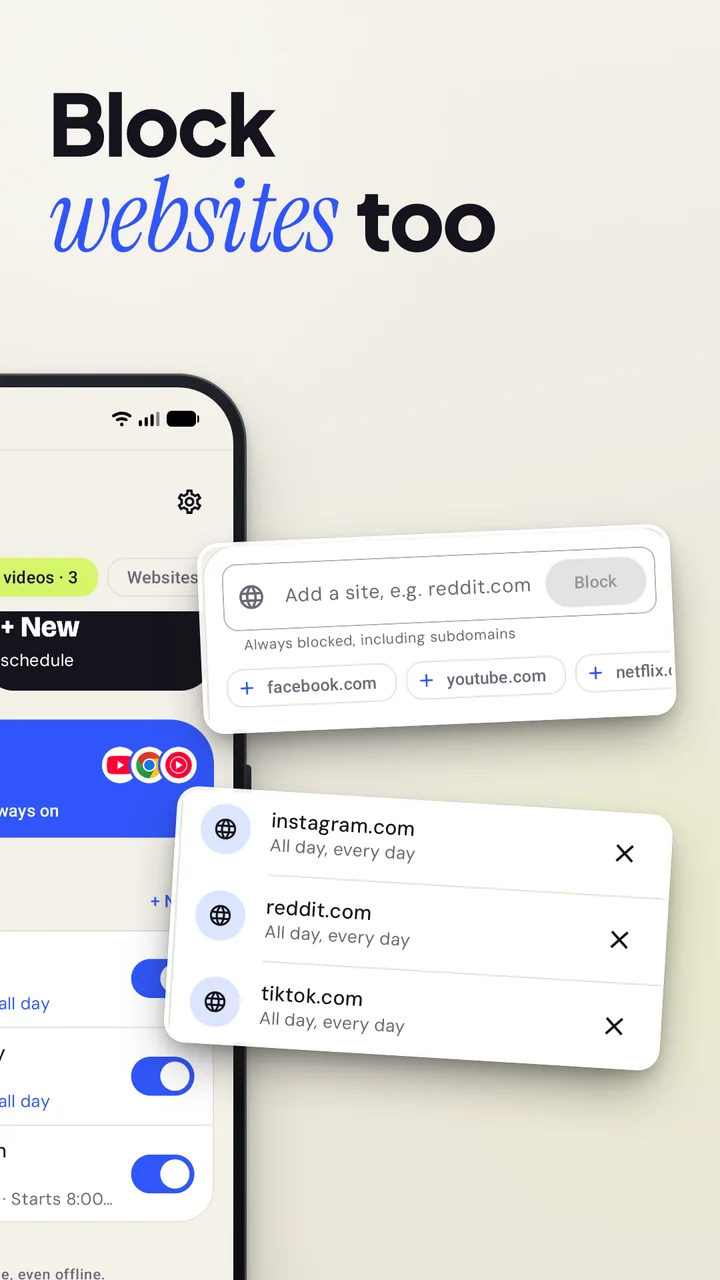 Block
websites too
videos · 3
Websites
+ New
schedule
Add a site, e.g. reddit.com
Block
Always blocked, including subdomains
+ facebook.com
+ youtube.com
+ netflix.c
ways on
instagram.com
All day, every day
reddit.com
All day, every day
tiktok.com
All day, every day
+ N
all day
y
all day
n
· Starts 8:00...
e, even offline.